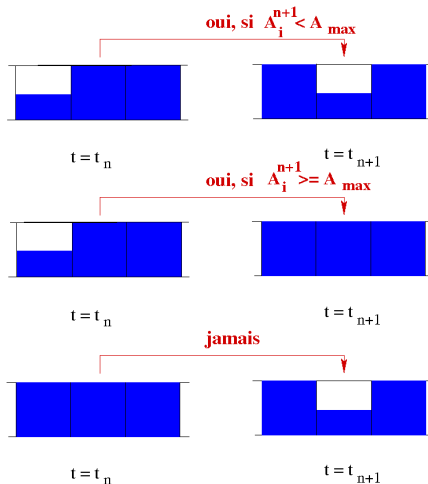 oui, si A_i^{n+1} < A_max
t = t_n
t = t_{n+1}
oui, si A_i^{n+1} >= A_max
t = t_n
t = t_{n+1}
jamais
t = t_n
t = t_{n+1}